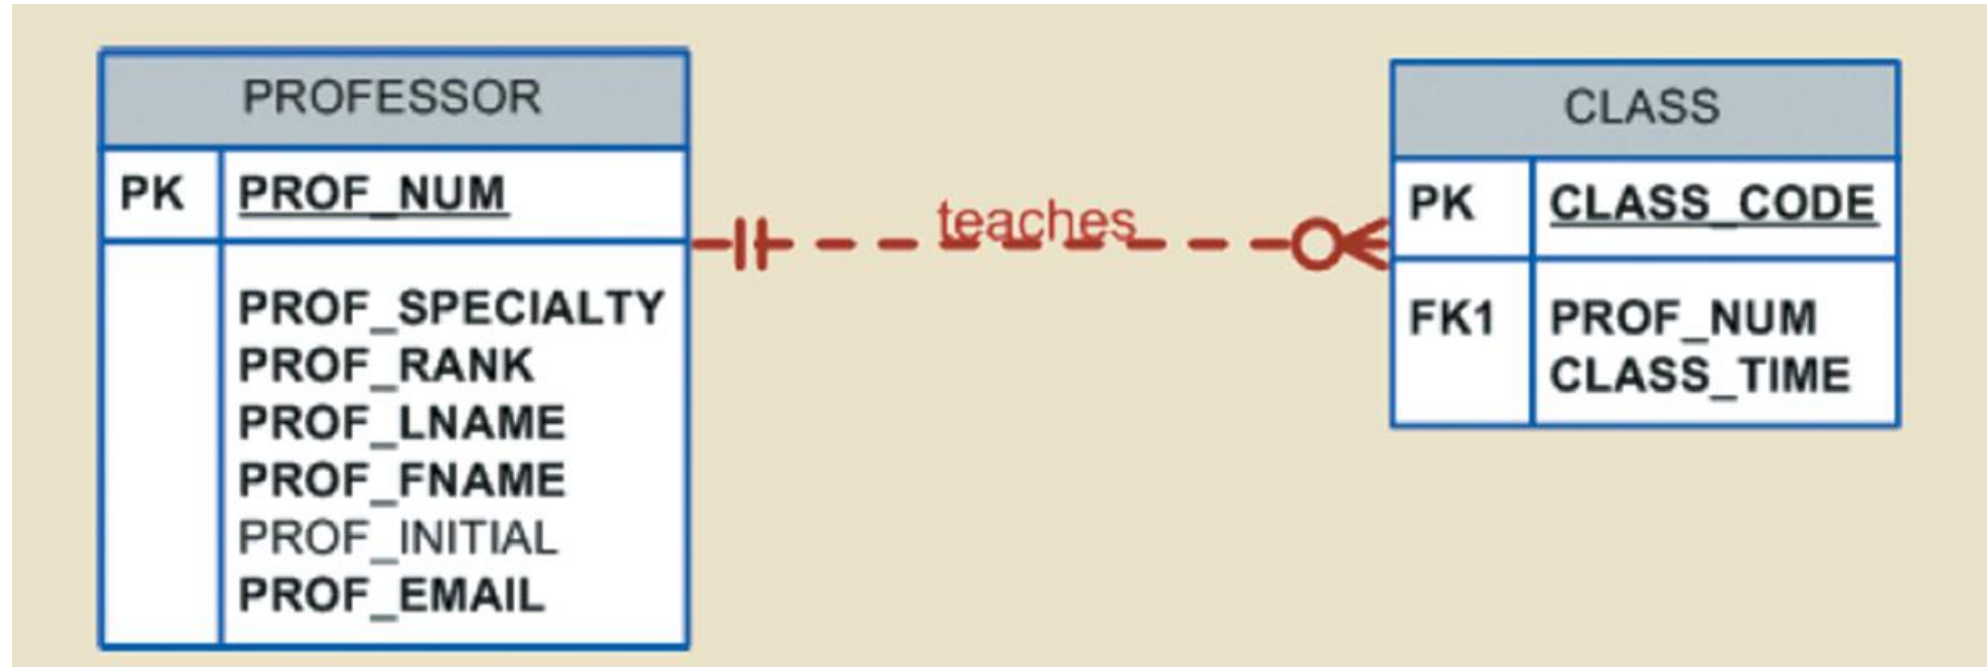 PROFESSOR
PK PROF_NUM
PROF_SPECIALTY
PROF_RANK
PROF_LNAME
PROF_FNAME
PROF_INITIAL
PROF_EMAIL
teaches
CLASS
PK CLASS_CODE
FK1 PROF_NUM
CLASS_TIME